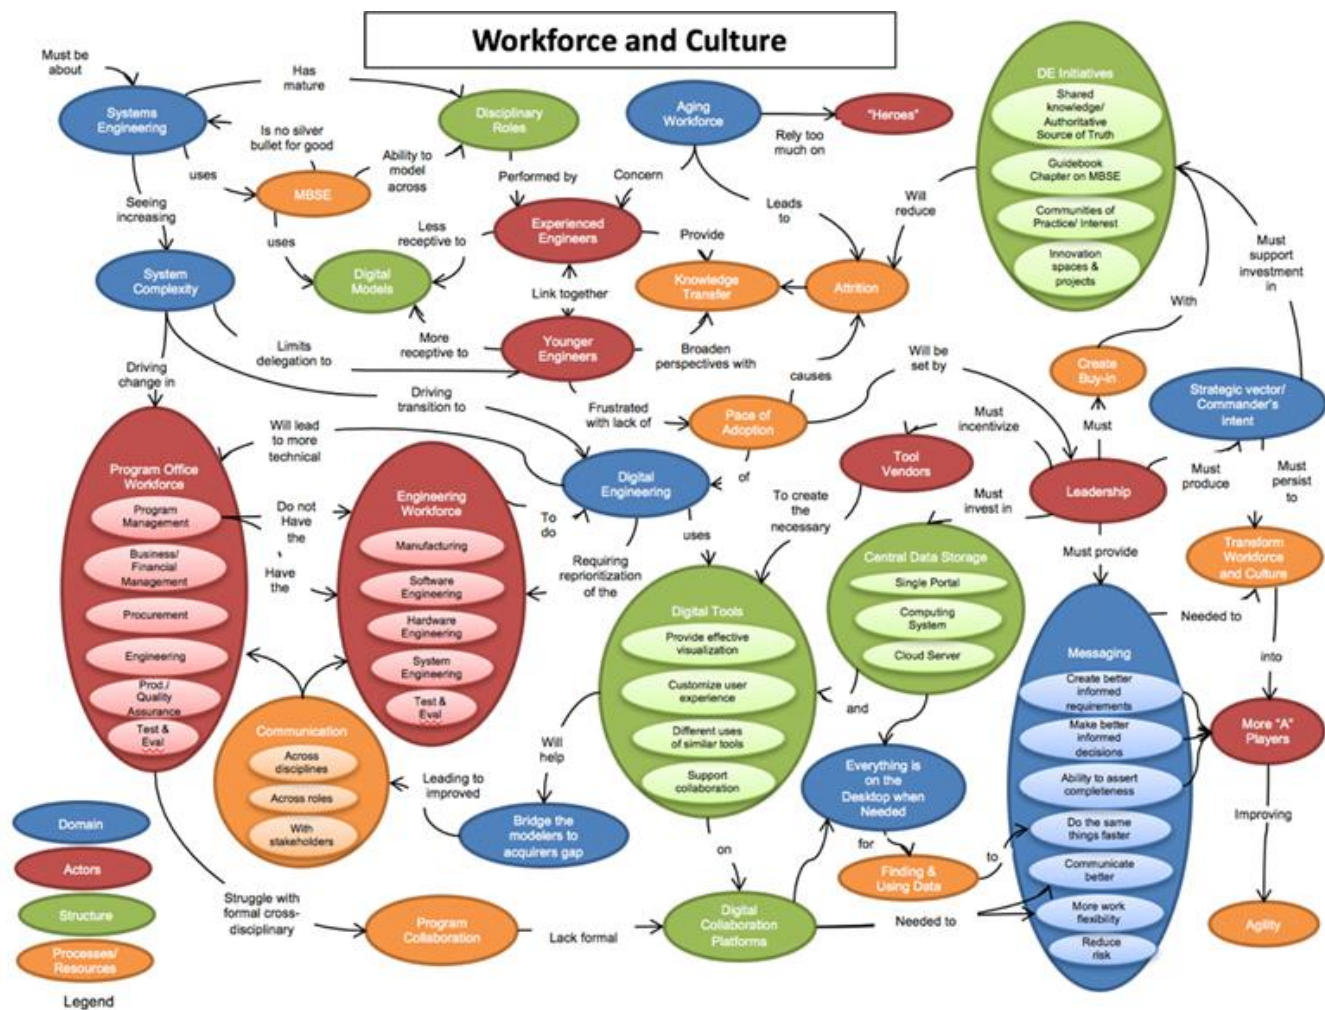 Workforce and Culture
Must be
about
Systems
Engineering
Has
mature
Disciplinary
Roles
Is no silver
bullet for good
uses
MBSE
Ability to
model
across
Seeing
increasing
System
Complexity
uses
Digital
Models
Less
receptive to
Performed by
Experienced
Engineers
Concern
Aging
Workforce
Rely too
much on
"Heroes"
Leads
to
Provide
Knowledge
Transfer
Attrition
Will
reduce
Link together
Younger
Engineers
More
receptive to
Limits
delegation to
Broaden
perspectives with
causes
Driving
change in
Driving
transition to
Frustrated
with lack of
Pace of
Adoption
of
Will be
set by
DE Initiatives
Shared
knowledge/
Authoritative
Source of Truth
Guidebook
Chapter on MBSE
Communities of
Practice/ Interest
Innovation
spaces &
projects
Must
support
investment
in
With
Create
Buy-in
Must
Strategic vector/
Commander's
intent
Must
incentivize
Tool
Vendors
Leadership
Must
produce
Must
persist
to
Must
invest in
Must provide
Transform
Workforce
and Culture
Will lead
to more
technical
Program Office
Workforce
Program
Management
Business/
Financial
Management
Procurement
Engineering
Prod./
Quality
Assurance
Test &
Eval
Do not
Have
the
Have
the
Engineering
Workforce
Manufacturing
Software
Engineering
Hardware
Engineering
System
Engineering
Test &
Eval
To
do
Digital
Engineering
Requiring
reprioritization
of the
uses
To create
the
necessary
Digital Tools
Provide effective
visualization
Customize user
experience
Different uses
of similar tools
Support
collaboration
Central Data Storage
Single Portal
Computing
System
Cloud Server
and
Messaging
Create better
informed
requirements
Make better
informed
decisions
Ability to assert
completeness
Do the same
things faster
Communicate
better
More work
flexibility
Reduce
risk
Needed to
into
More "A"
Players
Improving
Agility
Communication
Across
disciplines
Across roles
With
stakeholders
Leading to
improved
Will
help
Bridge the
modelers to
acquirers gap
Everything is
on the
Desktop when
Needed
for
Finding &
Using Data
to
on
Digital
Collaboration
Platforms
Needed to
Struggle with
formal cross-
disciplinary
Program
Collaboration
Lack formal
Domain
Actors
Structure
Processes/
Resources
Legend